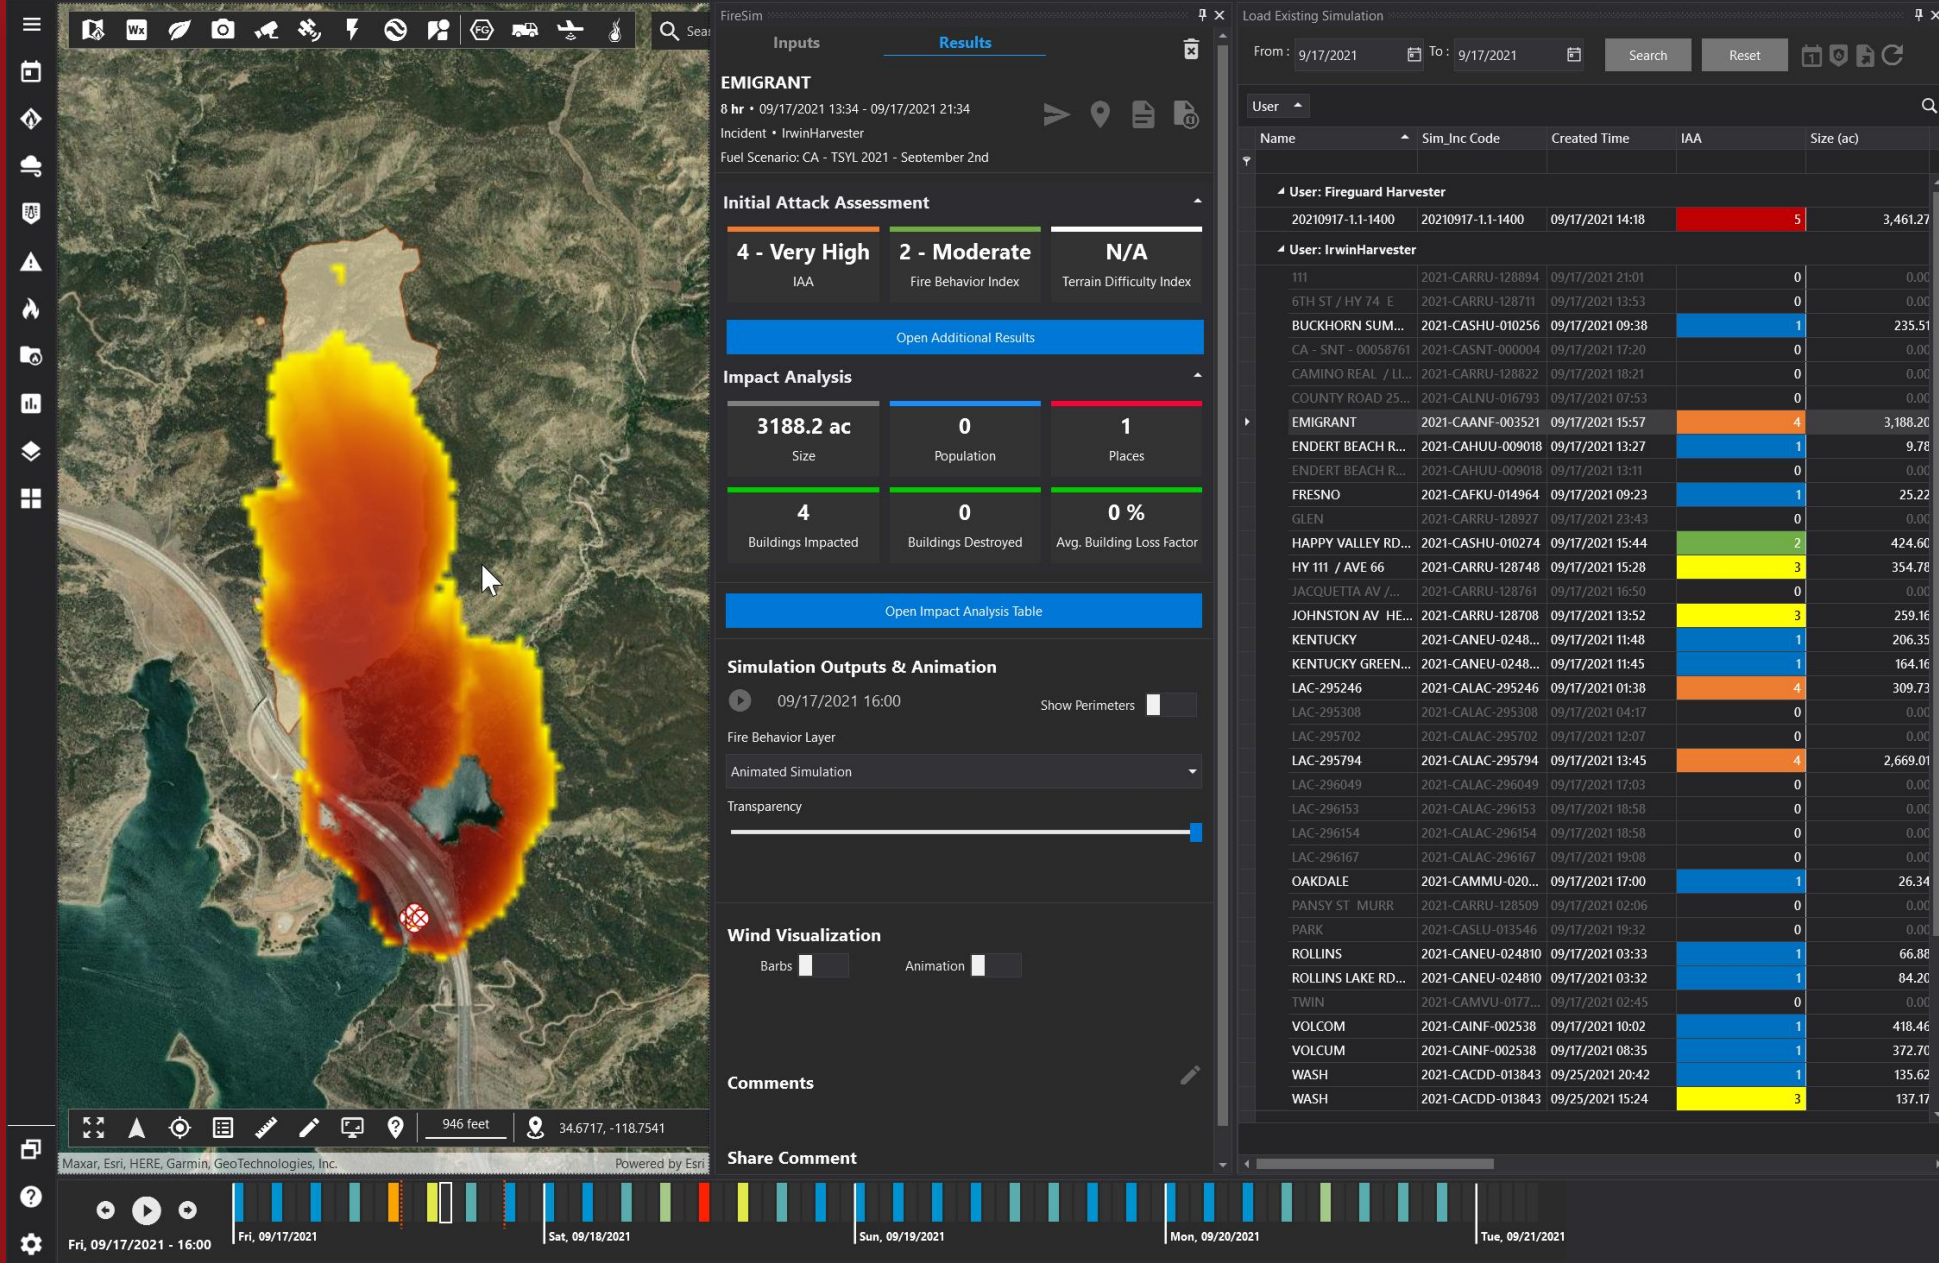 Wx
FG
Sea
FireSim
Inputs
Results
EMIGRANT
8 hr • 09/17/2021 13:34 - 09/17/2021 21:34
Incident • IrwinHarvester
Fuel Scenario: CA - TSYL 2021 - September 2nd
Initial Attack Assessment
4 - Very High
IAA
2 - Moderate
Fire Behavior Index
N/A
Terrain Difficulty Index
Open Additional Results
Impact Analysis
3188.2 ac
Size
0
Population
1
Places
4
Buildings Impacted
0
Buildings Destroyed
0 %
Avg. Building Loss Factor
Open Impact Analysis Table
Simulation Outputs & Animation
09/17/2021 16:00
Show Perimeters
Fire Behavior Layer
Animated Simulation
Transparency
Wind Visualization
Barbs
Animation
Comments
Share Comment
Load Existing Simulation
From : 9/17/2021 To : 9/17/2021 Search Reset
User
Name Sim_Inc Code Created Time IAA Size (ac)
User: Fireguard Harvester
20210917-1.1-1400 20210917-1.1-1400 09/17/2021 14:18 5 3,461.27
User: IrwinHarvester
111 2021-CARRU-128894 09/17/2021 21:01 0 0.00
6TH ST / HY 74 E 2021-CARRU-128711 09/17/2021 13:53 0 0.00
BUCKHORN SUM... 2021-CASHU-010256 09/17/2021 09:38 1 235.51
CA - SNT - 00058761 2021-CASNT-000004 09/17/2021 17:20 0 0.00
CAMINO REAL / LI... 2021-CARRU-128822 09/17/2021 18:21 0 0.00
COUNTY ROAD 25... 2021-CALNU-016793 09/17/2021 07:53 0 0.00
EMIGRANT 2021-CAANF-003521 09/17/2021 15:57 4 3,188.20
ENDERT BEACH R... 2021-CAHUU-009018 09/17/2021 13:27 1 9.78
ENDERT BEACH R... 2021-CAHUU-009018 09/17/2021 13:11 0 0.00
FRESNO 2021-CAFKU-014964 09/17/2021 09:23 1 25.22
GLEN 2021-CARRU-128927 09/17/2021 23:43 0 0.00
HAPPY VALLEY RD... 2021-CASHU-010274 09/17/2021 15:44 2 424.60
HY 111 / AVE 66 2021-CARRU-128748 09/17/2021 15:28 3 354.78
JACQUETTA AV /... 2021-CARRU-128761 09/17/2021 16:50 0 0.00
JOHNSTON AV HE... 2021-CARRU-128708 09/17/2021 13:52 3 259.16
KENTUCKY 2021-CANEU-0248... 09/17/2021 11:48 1 206.35
KENTUCKY GREEN... 2021-CANEU-0248... 09/17/2021 11:45 1 164.16
LAC-295246 2021-CALAC-295246 09/17/2021 01:38 4 309.73
LAC-295308 2021-CALAC-295308 09/17/2021 04:17 0 0.00
LAC-295702 2021-CALAC-295702 09/17/2021 12:07 0 0.00
LAC-295794 2021-CALAC-295794 09/17/2021 13:45 4 2,669.01
LAC-296049 2021-CALAC-296049 09/17/2021 17:03 0 0.00
LAC-296153 2021-CALAC-296153 09/17/2021 18:58 0 0.00
LAC-296154 2021-CALAC-296154 09/17/2021 18:58 0 0.00
LAC-296167 2021-CALAC-296167 09/17/2021 19:08 0 0.00
OAKDALE 2021-CAMMU-020... 09/17/2021 17:00 1 26.34
PANSY ST MURR 2021-CARRU-128509 09/17/2021 02:06 0 0.00
PARK 2021-CASLU-013546 09/17/2021 19:32 0 0.00
ROLLINS 2021-CANEU-024810 09/17/2021 03:33 1 66.88
ROLLINS LAKE RD... 2021-CANEU-024810 09/17/2021 03:32 1 84.20
TWIN 2021-CAMVU-0177... 09/17/2021 02:45 0 0.00
VOLCOM 2021-CAINF-002538 09/17/2021 10:02 1 418.46
VOLCUM 2021-CAINF-002538 09/17/2021 08:35 1 372.70
WASH 2021-CACDD-013843 09/25/2021 20:42 1 135.62
WASH 2021-CACDD-013843 09/25/2021 15:24 3 137.17
946 feet
34.6717, -118.7541
Maxar, Esri, HERE, Garmin, GeoTechnologies, Inc.
Powered by Esri
Fri, 09/17/2021 - 16:00
Fri, 09/17/2021
Sat, 09/18/2021
Sun, 09/19/2021
Mon, 09/20/2021
Tue, 09/21/2021